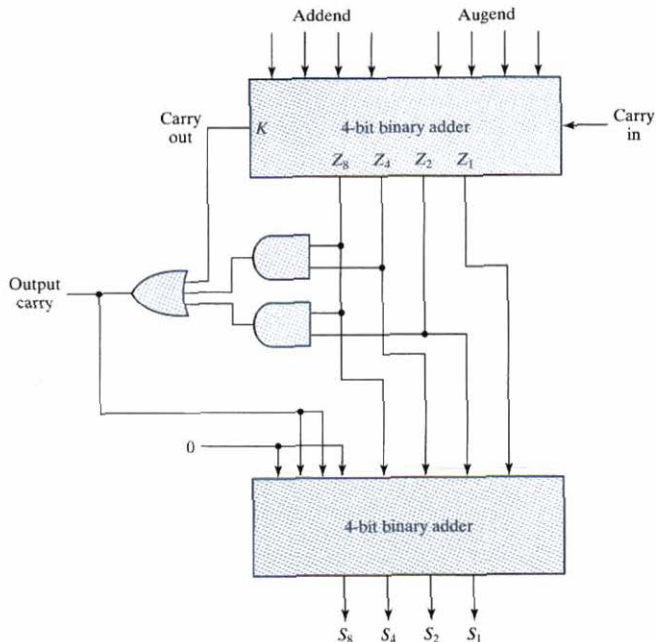 Addend Augend
Carry out
K 4-bit binary adder
Carry in
Z8 Z4 Z2 Z1
Output carry
0
4-bit binary adder
S8 S4 S2 S1